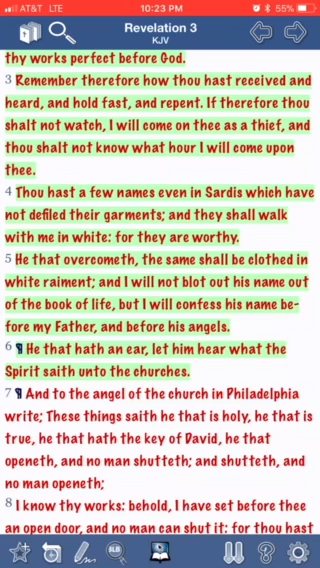 AT&T LTE 10:23 PM 55%
Revelation 3
KJV
thy works perfect before God.
3 Remember therefore how thou hast received and
heard, and hold fast, and repent. If therefore thou
shalt not watch, I will come on thee as a thief, and
thou shalt not know what hour I will come upon
thee.
4 Thou hast a few names even in Sardis which have
not defiled their garments; and they shall walk
with me in white: for they are worthy.
5 He that overcometh, the same shall be clothed in
white raiment; and I will not blot out his name out
of the book of life, but I will confess his name be-
fore my Father, and before his angels.
6 ¶ He that hath an ear, let him hear what the
Spirit saith unto the churches.
7 ¶ And to the angel of the church in Philadelphia
write; These things saith he that is holy, he that is
true, he that hath the key of David, he that
openeth, and no man shutteth; and shutteth, and
no man openeth;
8 I know thy works: behold, I have set before thee
an open door, and no man can shut it: for thou hast